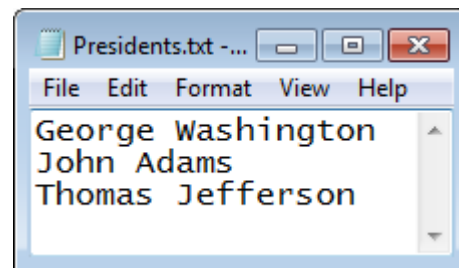 Presidents.txt -...
File Edit Format View Help
George Washington
John Adams
Thomas Jefferson